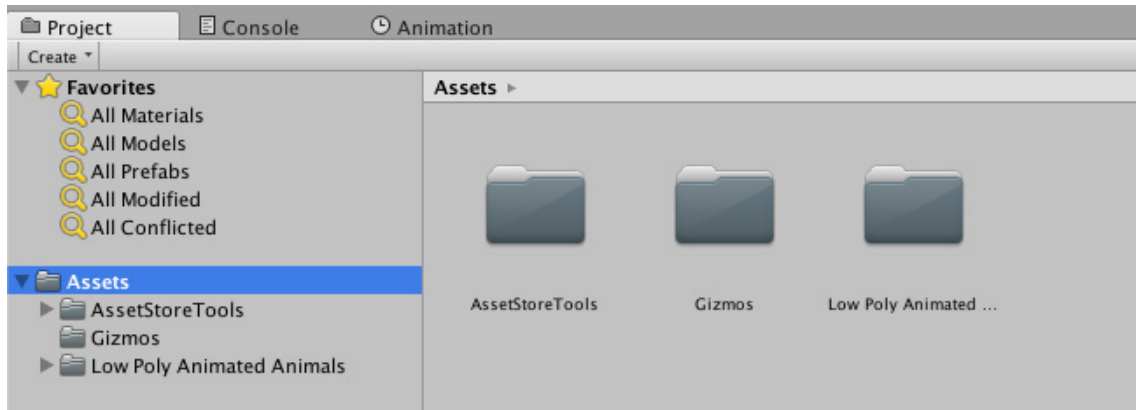 Project Console Animation
Create
Favorites
All Materials
All Models
All Prefabs
All Modified
All Conflicted
Assets
AssetStoreTools
Gizmos
Low Poly Animated Animals
Assets
AssetStoreTools Gizmos Low Poly Animated ...